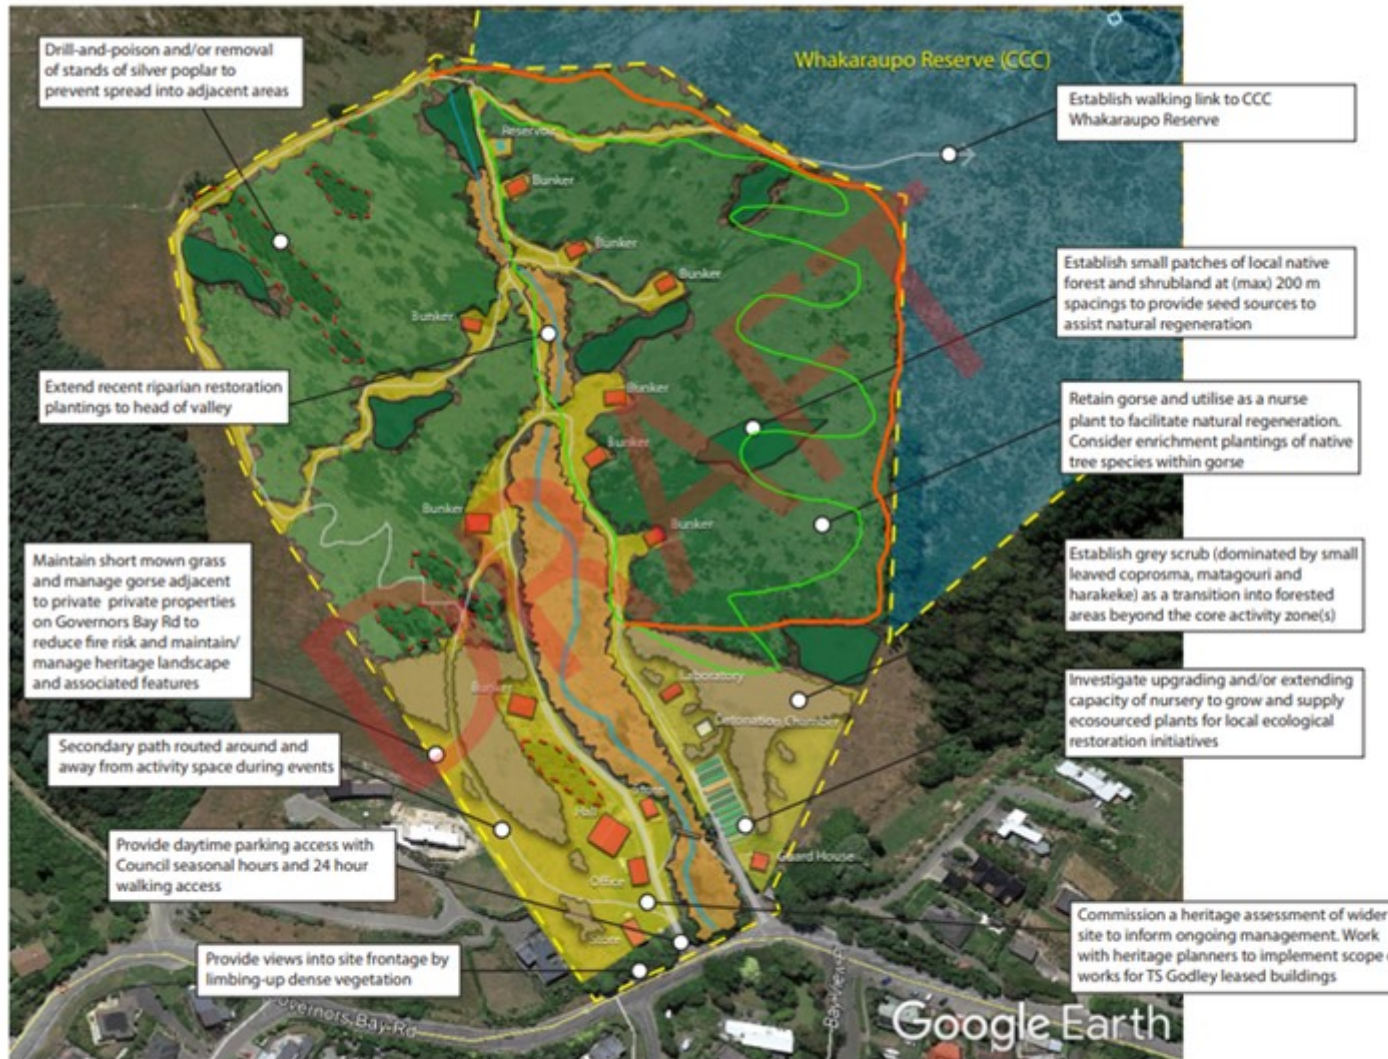 Drill-and-poison and/or removal
of stands of silver poplar to
prevent spread into adjacent areas
Whakaraupo Reserve (CCC)
Establish walking link to CCC
Whakaraupo Reserve
Reservoir
Bunker
Bunker
Bunker
Bunker
Establish small patches of local native
forest and shrubland at (max) 200 m
spacings to provide seed sources to
assist natural regeneration
Extend recent riparian restoration
plantings to head of valley
Bunker
Retain gorse and utilise as a nurse
plant to facilitate natural regeneration.
Consider enrichment plantings of native
tree species within gorse
Bunker
Bunker
Bunker
DRAFT
Maintain short mown grass
and manage gorse adjacent
to private private properties
on Governors Bay Rd to
reduce fire risk and maintain/
manage heritage landscape
and associated features
Establish grey scrub (dominated by small
leaved coprosma, matagouri and
harakeke) as a transition into forested
areas beyond the core activity zone(s)
Bunker
Laboratory
Detonation Chamber
Investigate upgrading and/or extending
capacity of nursery to grow and supply
ecosourced plants for local ecological
restoration initiatives
Secondary path routed around and
away from activity space during events
Store
Hall
Provide daytime parking access with
Council seasonal hours and 24 hour
walking access
Guard House
Office
Store
Commission a heritage assessment of wider
site to inform ongoing management. Work
with heritage planners to implement scope
works for TS Godley leased buildings
Provide views into site frontage by
limbing-up dense vegetation
Governors Bay Rd
Bay View
Google Earth